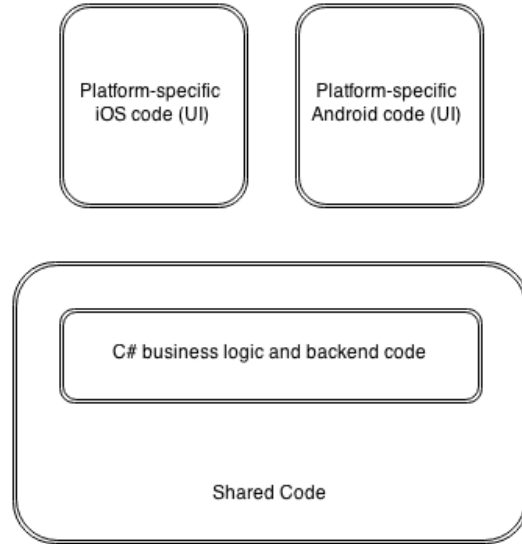 Platform-specific
iOS code (UI)
Platform-specific
Android code (UI)
C# business logic and backend code
Shared Code